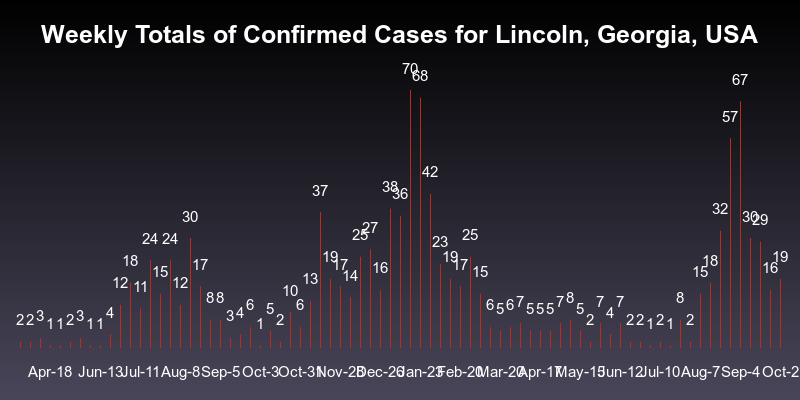 Weekly Totals of Confirmed Cases for Lincoln, Georgia, USA
2 2 3 1 1 2 3 1 1 4 12 18 11 24 15 24 12 30 17 8 8 3 4 6 1 5 2 10 6 13 37 19 17 14 25 27 16 38 36 70 68 42 23 19 17 25 15 6 5 6 7 5 5 5 7 8 5 2 7 4 7 2 2 1 2 1 8 2 15 18 32 57 67 30 29 16 19
Apr-18 Jun-13 Jul-11 Aug-8 Sep-5 Oct-3 Oct-31 Nov-28 Dec-26 Jan-23 Feb-20 Mar-20 Apr-17 May-15 Jun-12 Jul-10 Aug-7 Sep-4 Oct-2